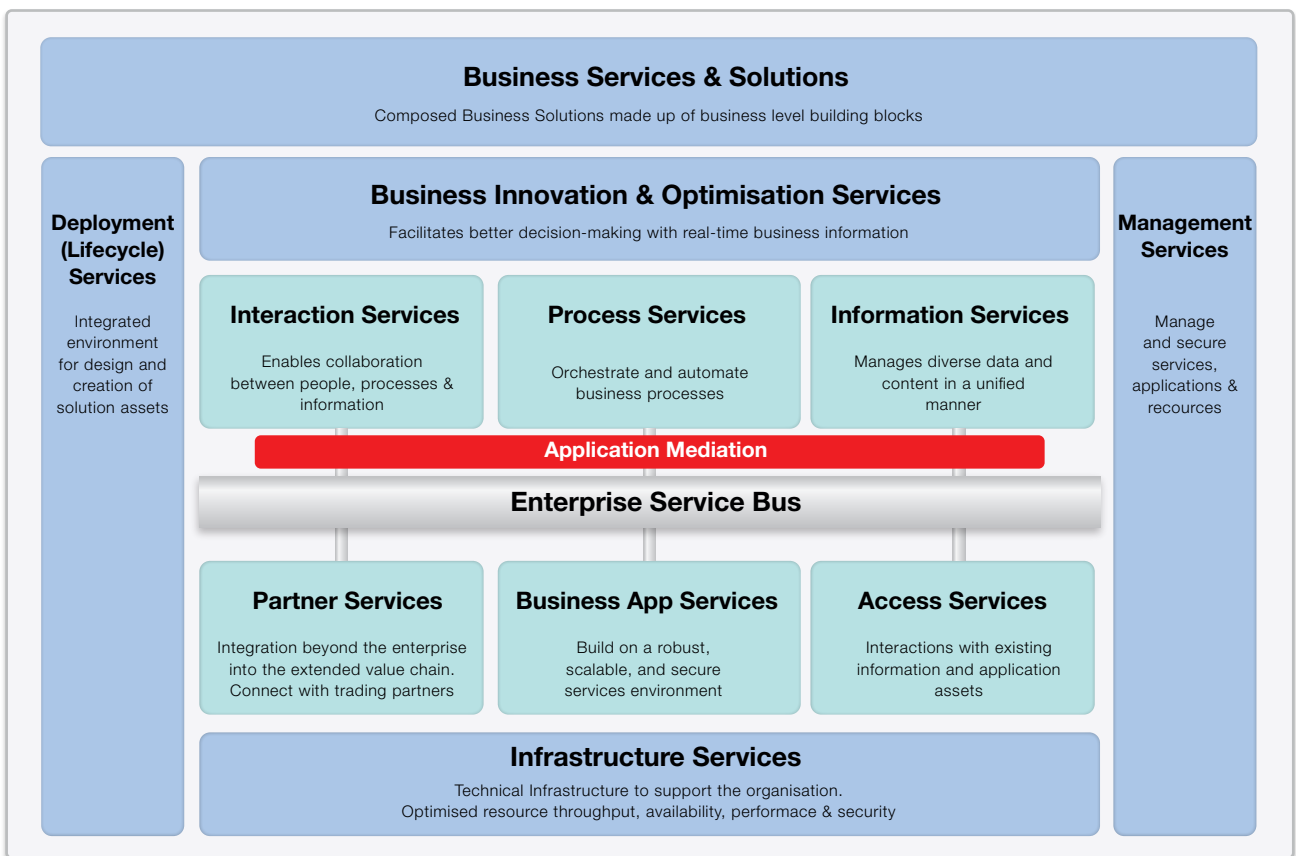 Business Services & Solutions
Composed Business Solutions made up of business level building blocks
Deployment
(Lifecycle)
Services
Integrated
environment
for design and
creation of
solution assets
Business Innovation & Optimisation Services
Facilitates better decision-making with real-time business information
Management
Services
Manage
and secure
services,
applications &
recources
Interaction Services
Enables collaboration
between people, processes &
information
Process Services
Orchestrate and automate
business processes
Information Services
Manages diverse data and
content in a unified
manner
Application Mediation
Enterprise Service Bus
Partner Services
Integration beyond the enterprise
into the extended value chain.
Connect with trading partners
Business App Services
Build on a robust,
scalable, and secure
services environment
Access Services
Interactions with existing
information and application
assets
Infrastructure Services
Technical Infrastructure to support the organisation.
Optimised resource throughput, availability, performace & security